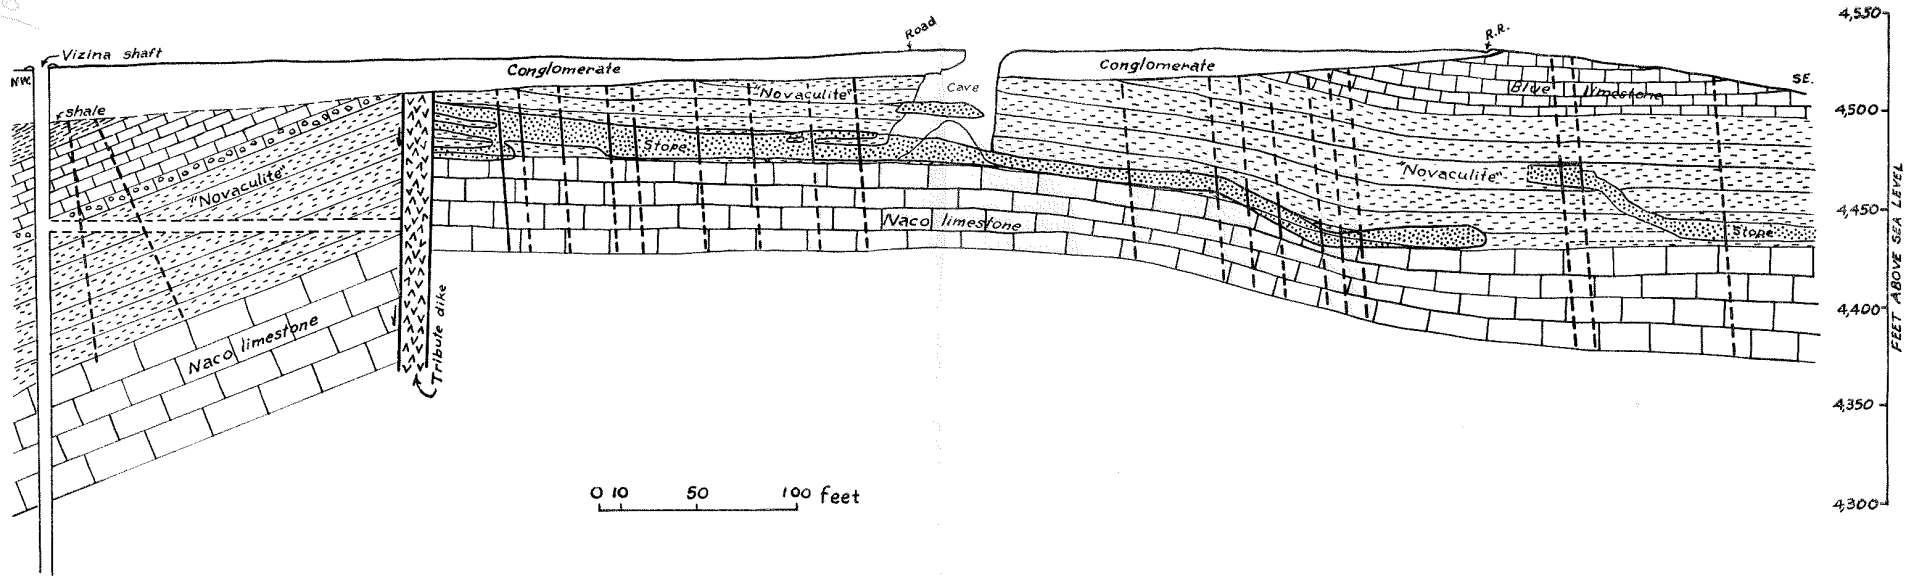 4,550
Road
R.R.
Vizina shaft
NW.
Conglomerate
Conglomerate
SE.
"Novaculite"
Cave
Blue limestone
shale
4,500
Stope
"Novaculite"
"Novaculite"
Naco limestone
4,450
Stope
FEET ABOVE SEA LEVEL
4,400
Naco limestone
Tribute dike
4,350
0 10 50 100 feet
4,300